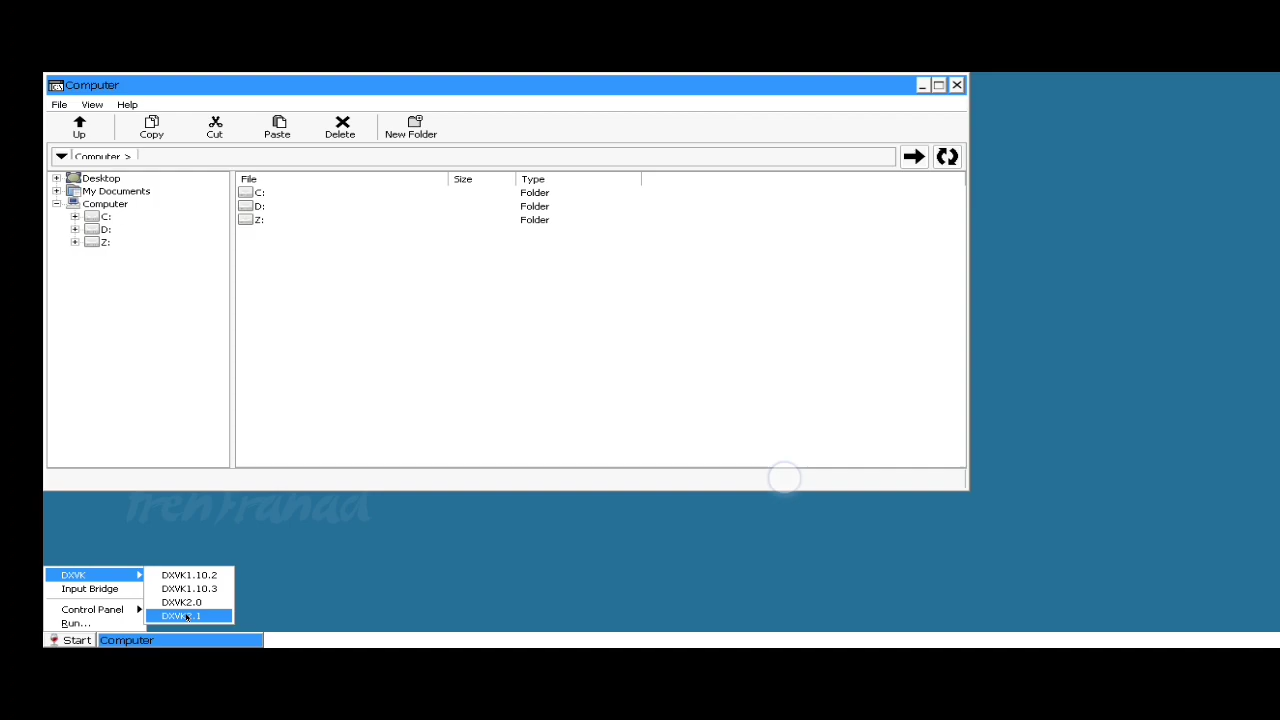 Computer
File View Help
Up Copy Cut Paste Delete New Folder
Computer >
Desktop
My Documents
Computer
C:
D:
Z:
File Size Type
C: Folder
D: Folder
Z: Folder
DXVK
Input Bridge
Control Panel
Run...
DXVK1.10.2
DXVK1.10.3
DXVK2.0
Start Computer